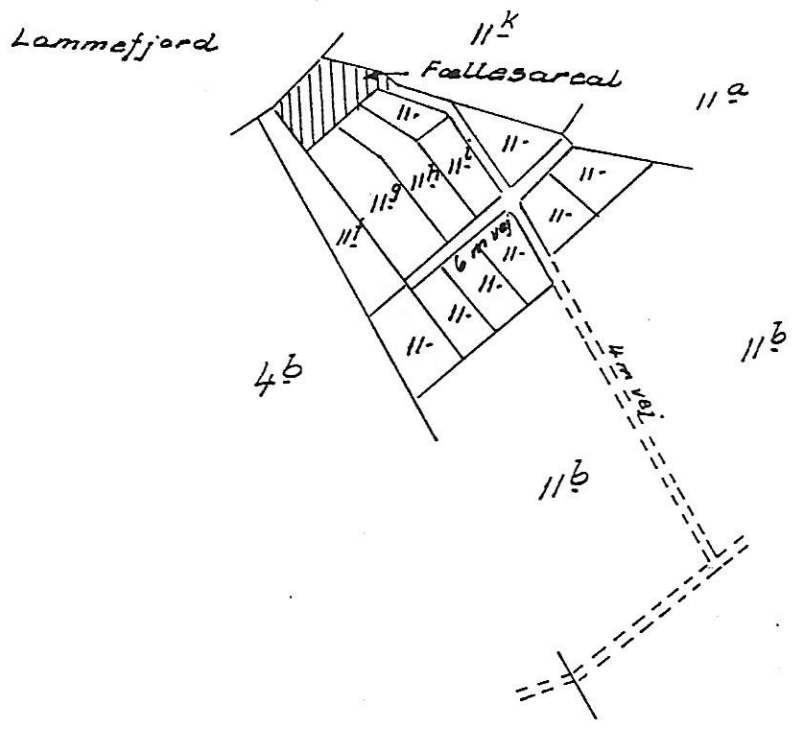 Lammefjord
11k
Fællesareal
11a
11-
11-
11i
11h
11g
11f
11-
11-
6 m vej
11-
11-
11-
11-
4b
4 m vej
11b
11b